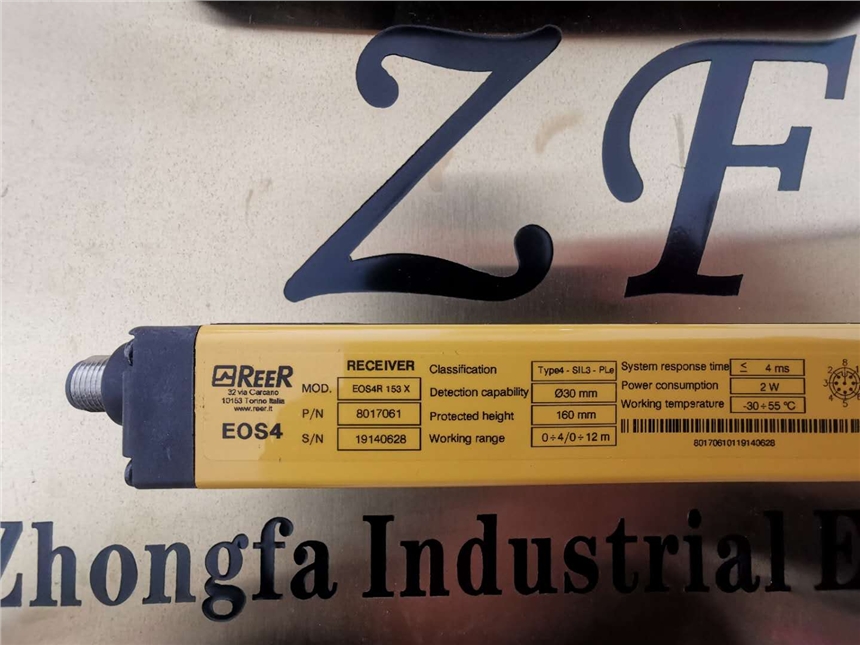 ZF
REER
32 via Carcano
10153 Torino Italia
www.reer.it
EOS4
RECEIVER
MOD. EOS4R 153 X
P/N 8017061
S/N 19140628
Classification Type4 - SIL3 - PLe
Detection capability Ø30 mm
Protected height 160 mm
Working range 0÷4/0÷12 m
System response time ≤ 4 ms
Power consumption 2 W
Working temperature -30÷55 °C
80170610119140628
Zhongfa Industrial E